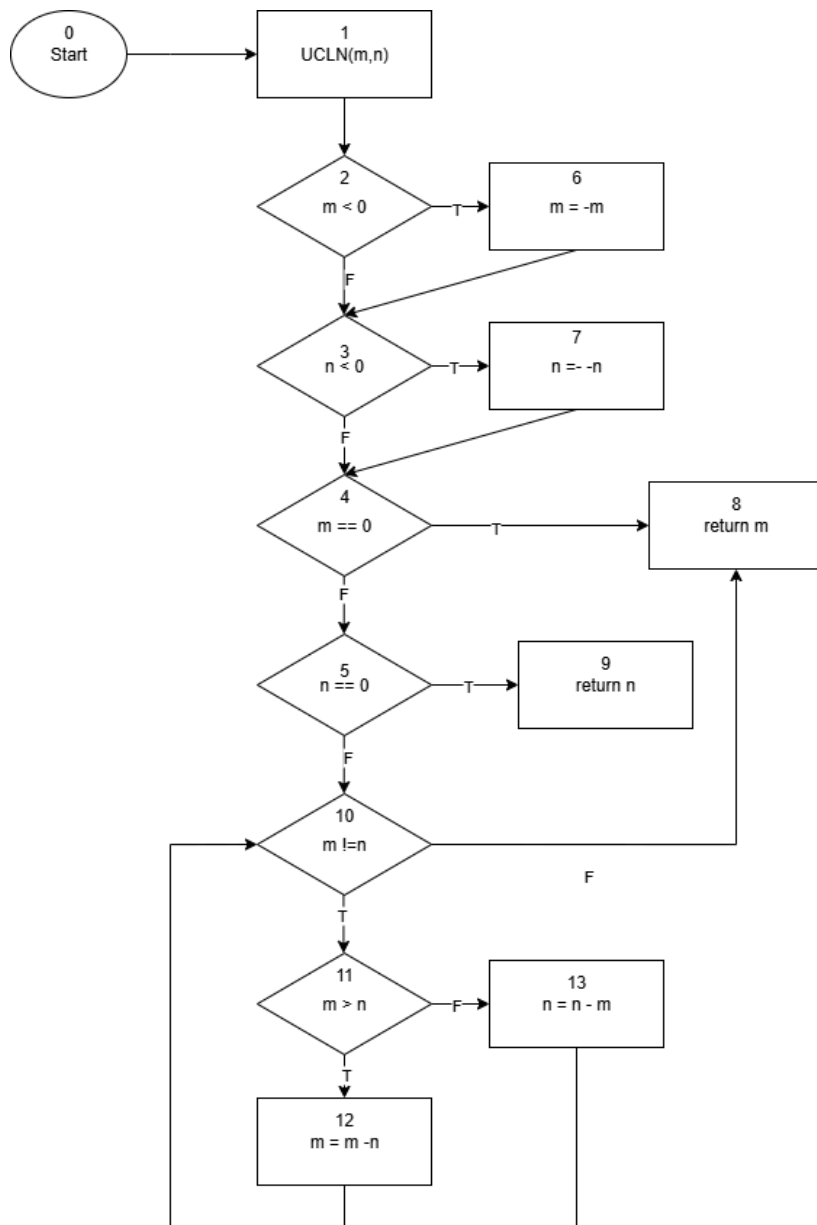 0
Start
1
UCLN(m,n)
2
m < 0
T
6
m = -m
F
3
n < 0
T
7
n =- -n
F
4
m == 0
T
8
return m
F
5
n == 0
T
9
return n
F
10
m !=n
F
T
11
m > n
F
13
n = n - m
T
12
m = m -n